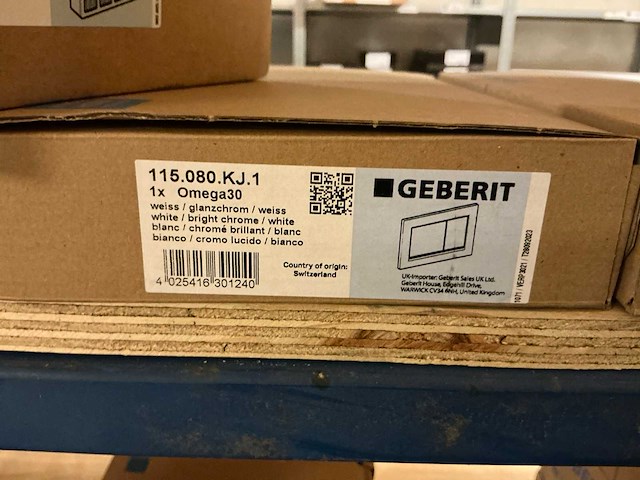 115.080.KJ.1
1x Omega30
weiss / glanzchrom / weiss
white / bright chrome / white
blanc / chromé brillant / blanc
bianco / cromo lucido / bianco
4 025416 301240
Country of origin:
Switzerland
GEBERIT
UK-Importer: Geberit Sales UK Ltd.
Geberit House, Edgehill Drive,
WARWICK CV34 6NH, United Kingdom